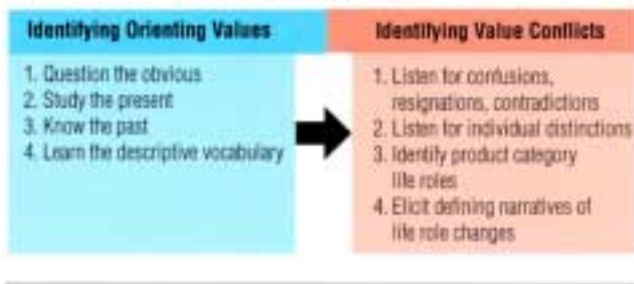 Identifying Orienting Values
1. Question the obvious
2. Study the present
3. Know the past
4. Learn the descriptive vocabulary
Identifying Value Conflicts
1. Listen for confusions,
resignations, contradictions
2. Listen for individual distinctions
3. Identify product category
life roles
4. Elicit defining narratives of
life role changes